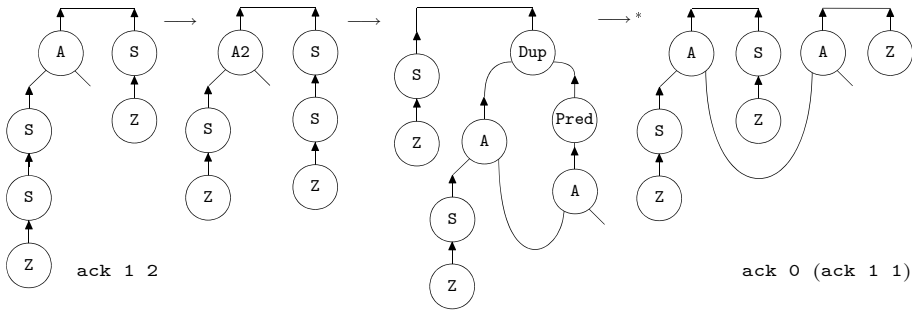 A S → A2 S → S Dup →* A S A Z
S Z S S Z A Pred S Z
S Z Z S A Z
Z Z
ack 1 2 ack 0 (ack 1 1)